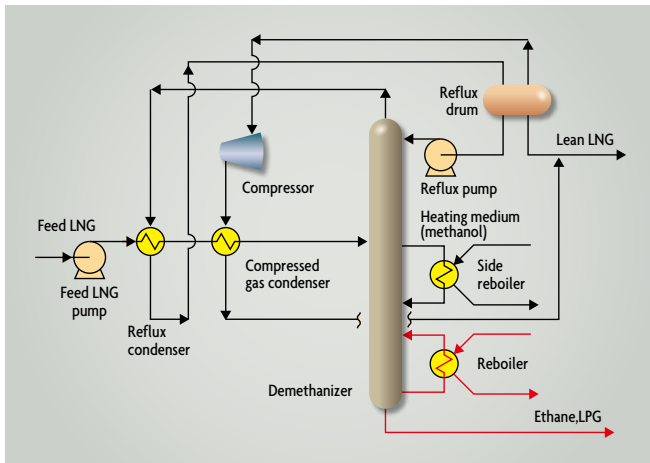 Reflux
drum
Lean LNG
Reflux pump
Compressor
Feed LNG
Heating medium
(methanol)
Compressed
gas condenser
Side
reboiler
Feed LNG
pump
Reflux
condenser
Reboiler
Demethanizer
Ethane,LPG